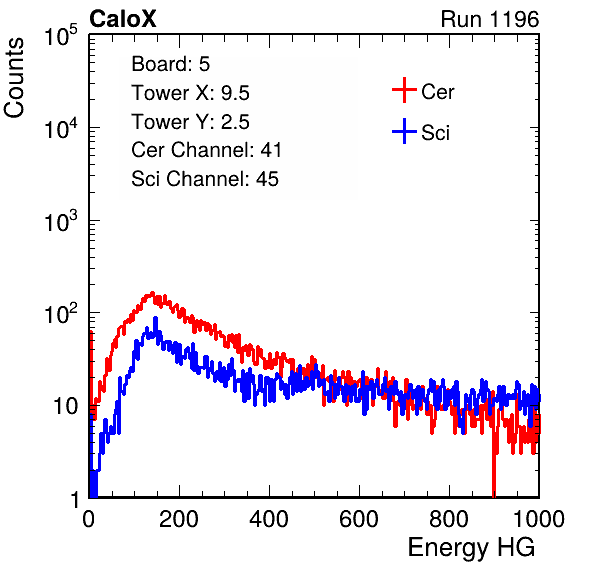 CaloX Run 1196
Counts
10^5
10^4
10^3
10^2
10
1
Board: 5
Tower X: 9.5
Tower Y: 2.5
Cer Channel: 41
Sci Channel: 45
Cer
Sci
0 200 400 600 800 1000
Energy HG